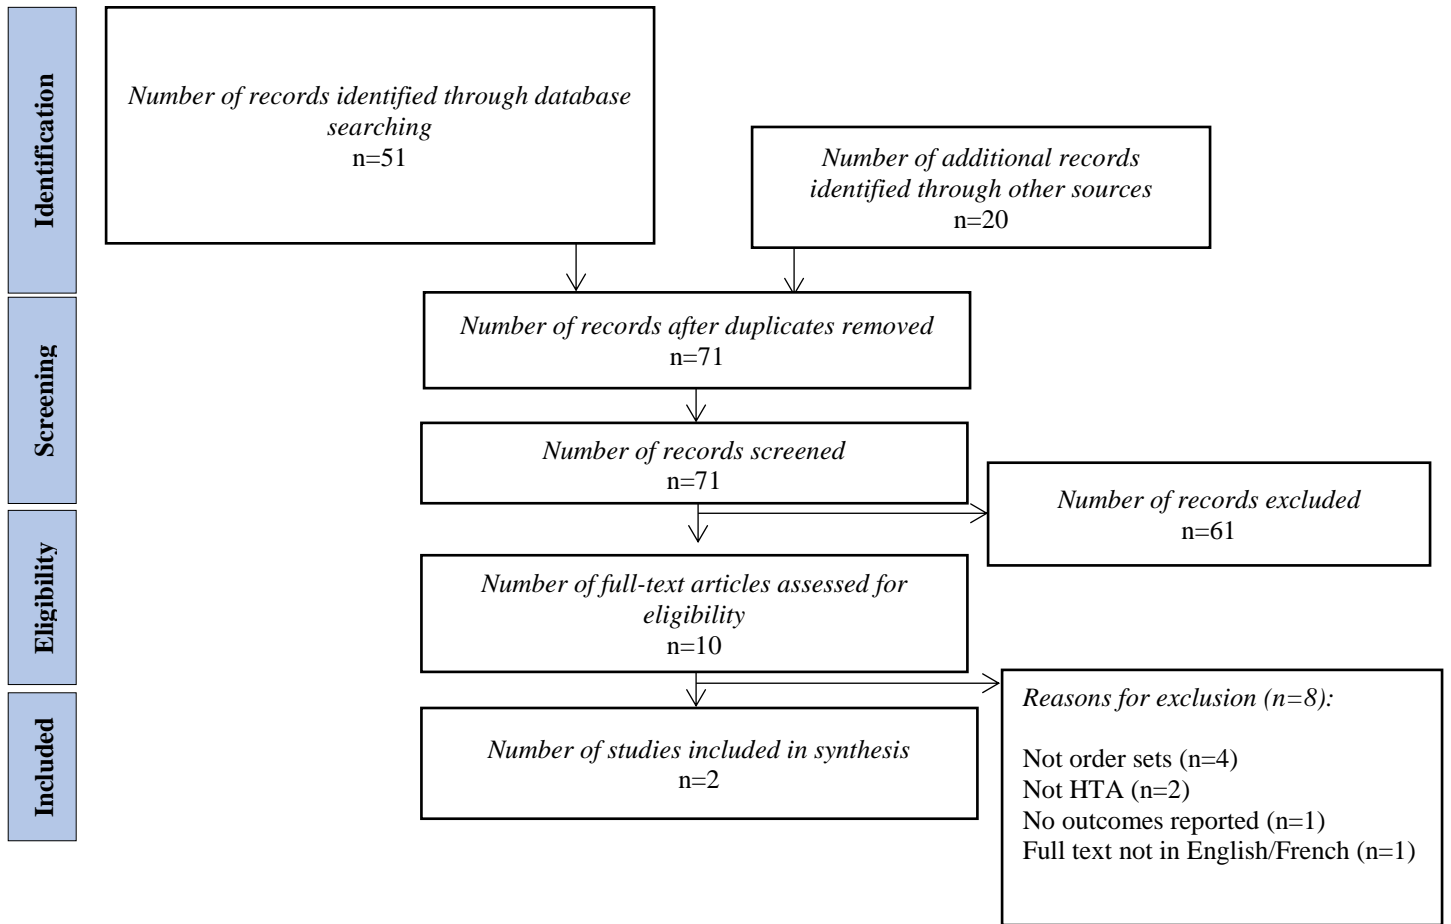 Identification
Number of records identified through database
searching
n=51
Number of additional records
identified through other sources
n=20
Screening
Number of records after duplicates removed
n=71
Number of records screened
n=71
Number of records excluded
n=61
Eligibility
Number of full-text articles assessed for
eligibility
n=10
Included
Number of studies included in synthesis
n=2
Reasons for exclusion (n=8):
Not order sets (n=4)
Not HTA (n=2)
No outcomes reported (n=1)
Full text not in English/French (n=1)